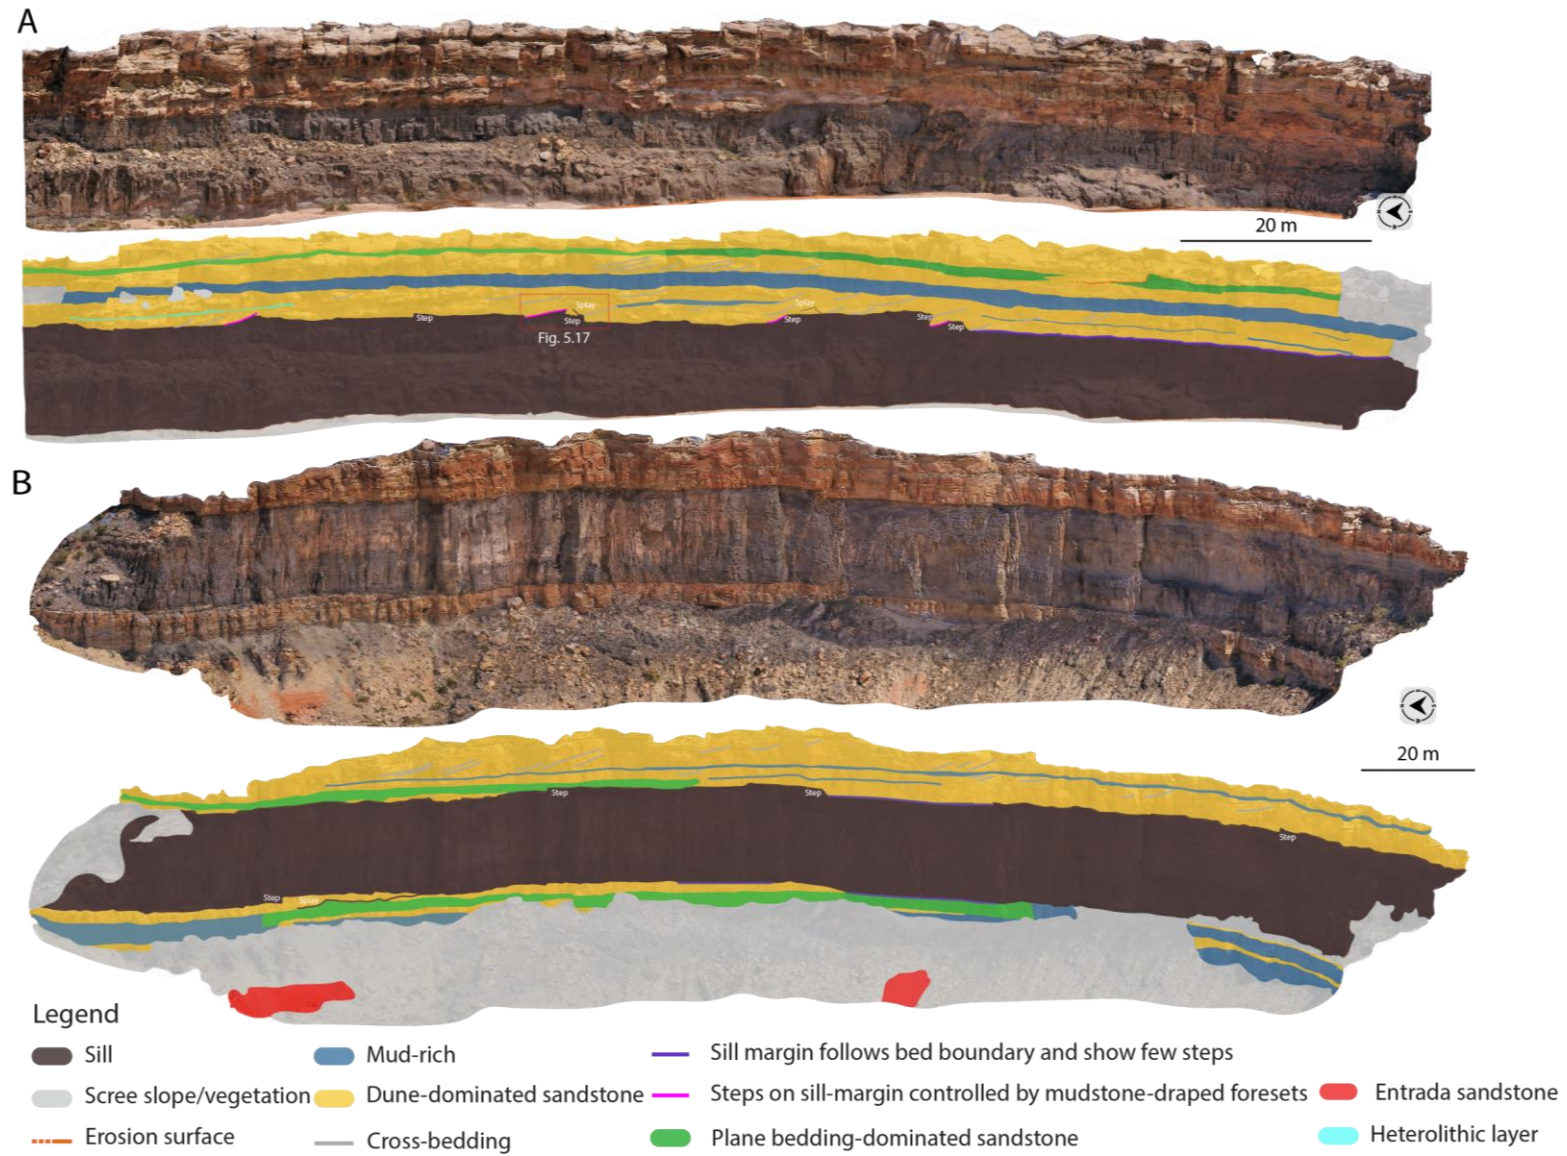 A
20 m
Splay
Splay
Step
Step
Step
Step
Step
Fig. 5.17
B
20 m
Step
Step
Step
Step
Splay
Legend
Sill
Mud-rich
Sill margin follows bed boundary and show few steps
Scree slope/vegetation
Dune-dominated sandstone
Steps on sill-margin controlled by mudstone-draped foresets
Entrada sandstone
Erosion surface
Cross-bedding
Plane bedding-dominated sandstone
Heterolithic layer